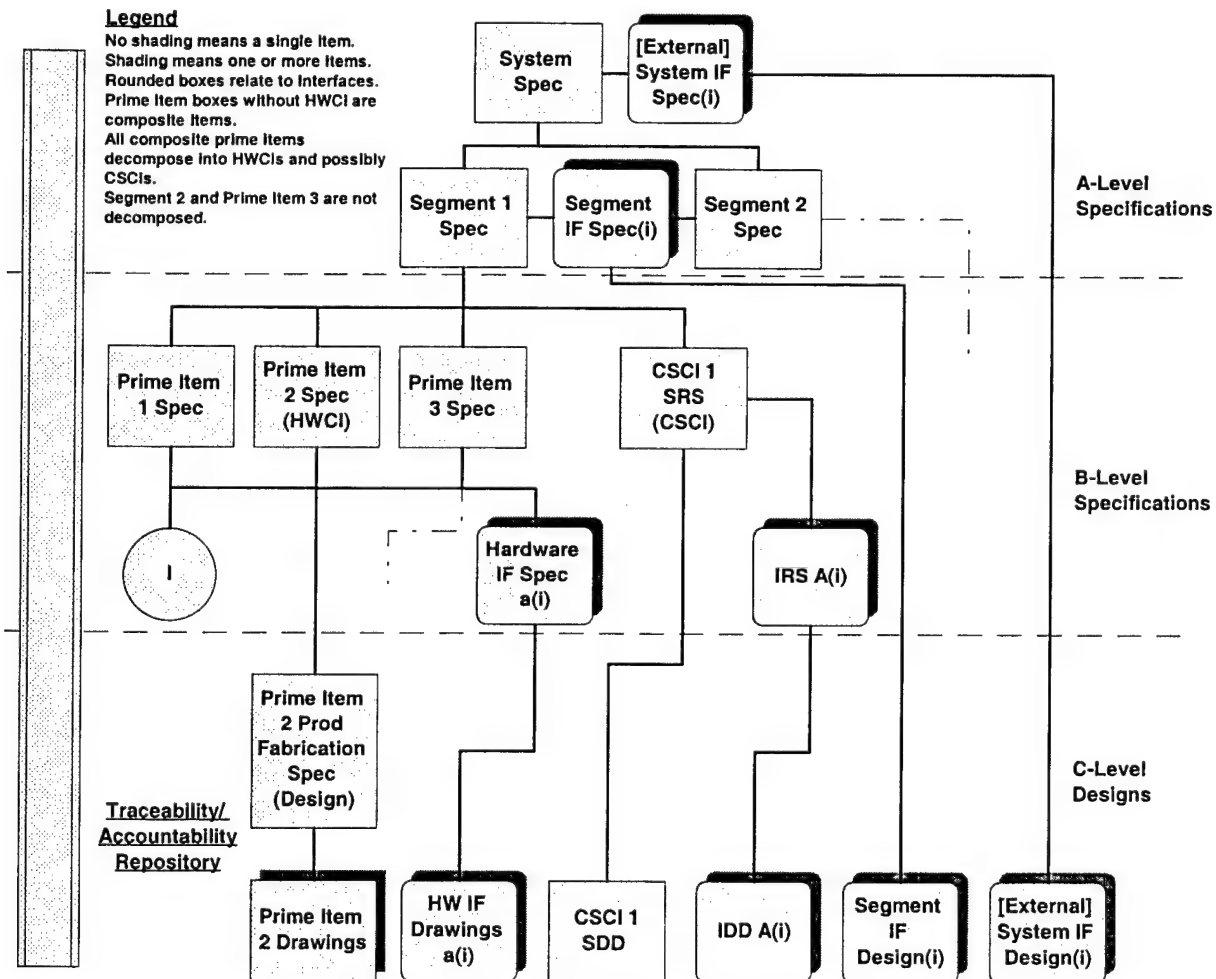 Legend
No shading means a single item.
Shading means one or more items.
Rounded boxes relate to interfaces.
Prime Item boxes without HWCI are
composite items.
All composite prime items
decompose into HWCIs and possibly
CSCIs.
Segment 2 and Prime Item 3 are not
decomposed.
System
Spec
[External]
System IF
Spec(i)
Segment 1
Spec
Segment
IF Spec(i)
Segment 2
Spec
A-Level
Specifications
Prime Item
1 Spec
Prime Item
2 Spec
(HWCI)
Prime Item
3 Spec
CSCI 1
SRS
(CSCI)
B-Level
Specifications
I
Hardware
IF Spec
a(i)
IRS A(i)
Prime Item
2 Prod
Fabrication
Spec
(Design)
C-Level
Designs
Traceability/
Accountability
Repository
Prime Item
2 Drawings
HW IF
Drawings
a(i)
CSCI 1
SDD
IDD A(i)
Segment
IF
Design(i)
[External]
System IF
Design(i)